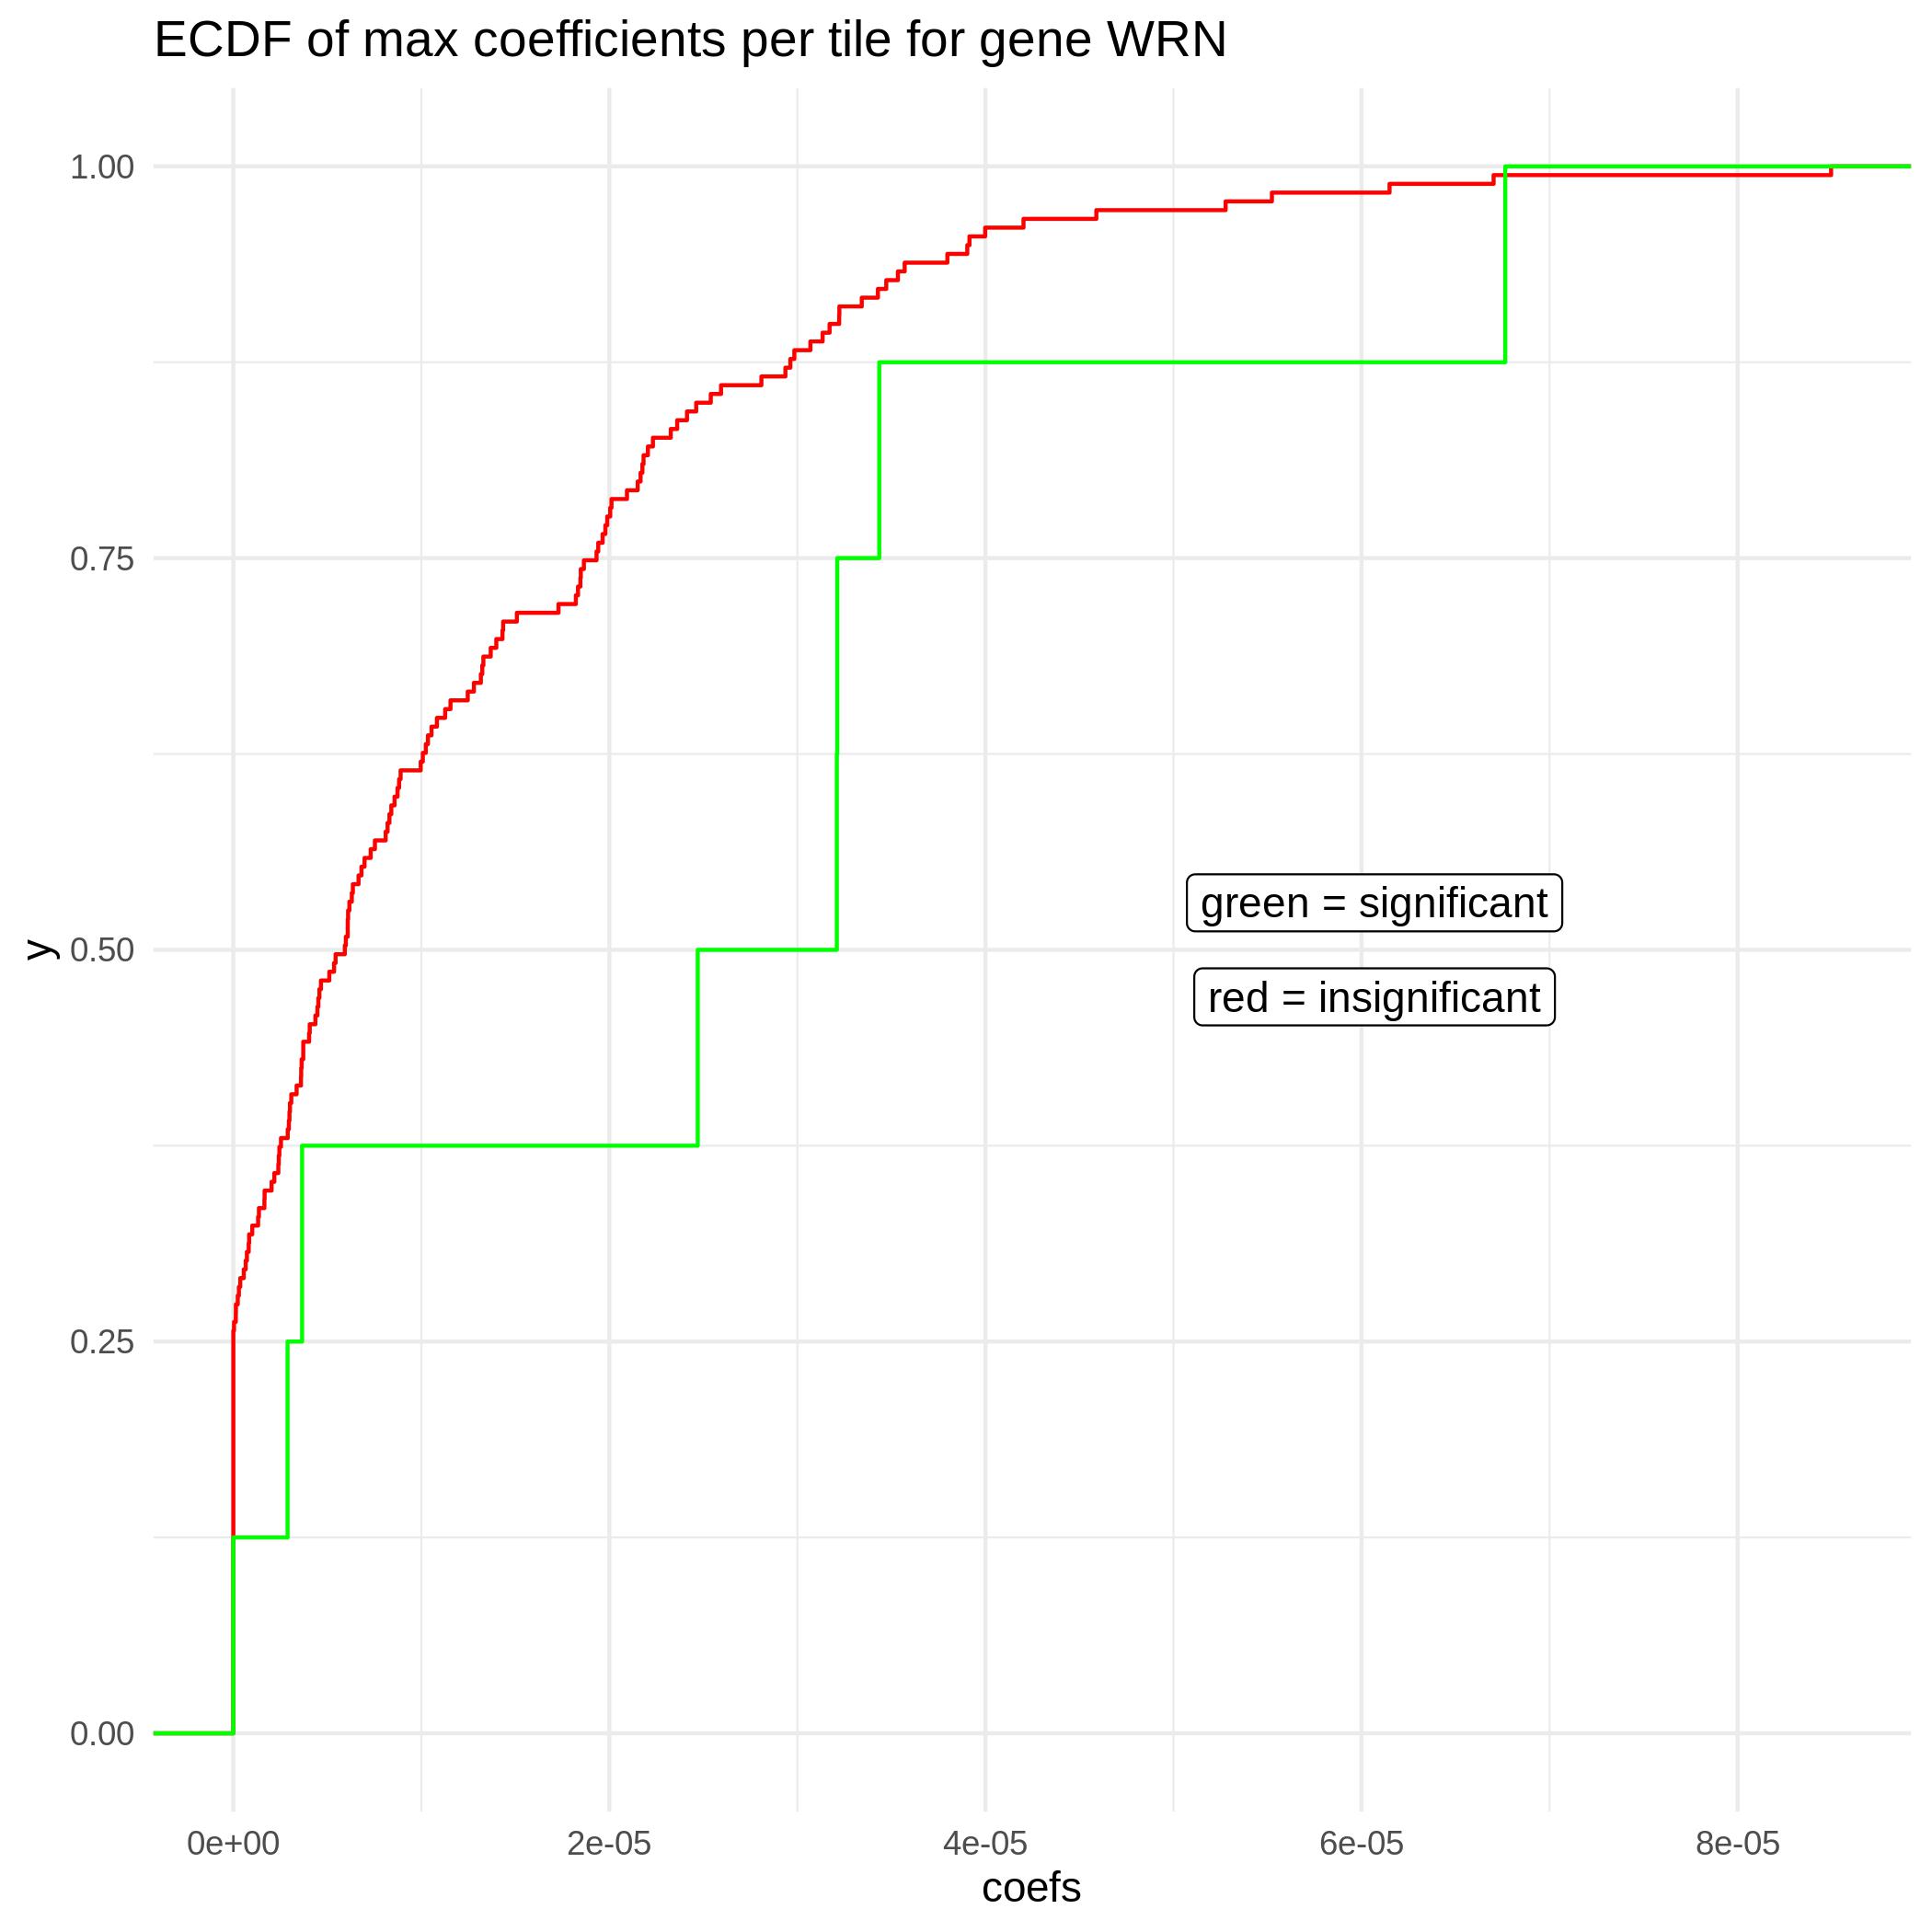 ECDF of max coefficients per tile for gene WRN
1.00
0.75
0.50
0.25
0.00
y
green = significant
red = insignificant
0e+00 2e-05 4e-05 6e-05 8e-05
coefs